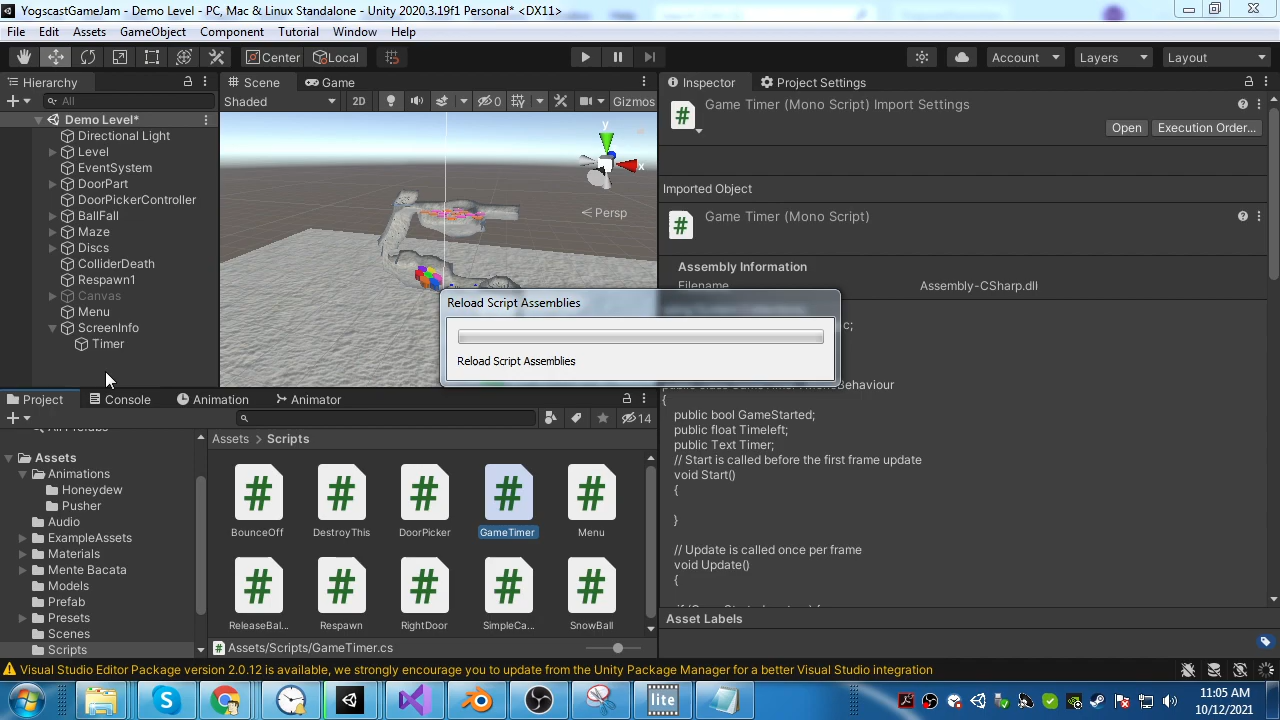 YogscastGameJam - Demo Level - PC, Mac & Linux Standalone - Unity 2020.3.19f1 Personal* <DX11>
File Edit Assets GameObject Component Tutorial Window Help
Center Local Account Layers Layout
Hierarchy Scene Game Inspector Project Settings
All Shaded 2D 0 Gizmos
Game Timer (Mono Script) Import Settings
Open Execution Order...
Demo Level*
Directional Light
Level
EventSystem
DoorPart
DoorPickerController
BallFall
Maze
Discs
ColliderDeath
Respawn1
Canvas
Menu
ScreenInfo
Timer
y
x
Persp
Imported Object
Game Timer (Mono Script)
Assembly Information
Filename Assembly-CSharp.dll
c;
Reload Script Assemblies
Reload Script Assemblies
Behaviour
{
public bool GameStarted;
public float Timeleft;
public Text Timer;
// Start is called before the first frame update
void Start()
{
}
// Update is called once per frame
void Update()
{
Asset Labels
Project Console Animation Animator
14
All Prefabs
Assets
Animations
Honeydew
Pusher
Audio
ExampleAssets
Materials
Mente Bacata
Models
Prefab
Presets
Scenes
Scripts
Assets > Scripts
BounceOff DestroyThis DoorPicker GameTimer Menu
ReleaseBal... Respawn RightDoor SimpleCa... SnowBall
Assets/Scripts/GameTimer.cs
Visual Studio Editor Package version 2.0.12 is available, we strongly encourage you to update from the Unity Package Manager for a better Visual Studio integration
lite
11:05 AM
10/12/2021